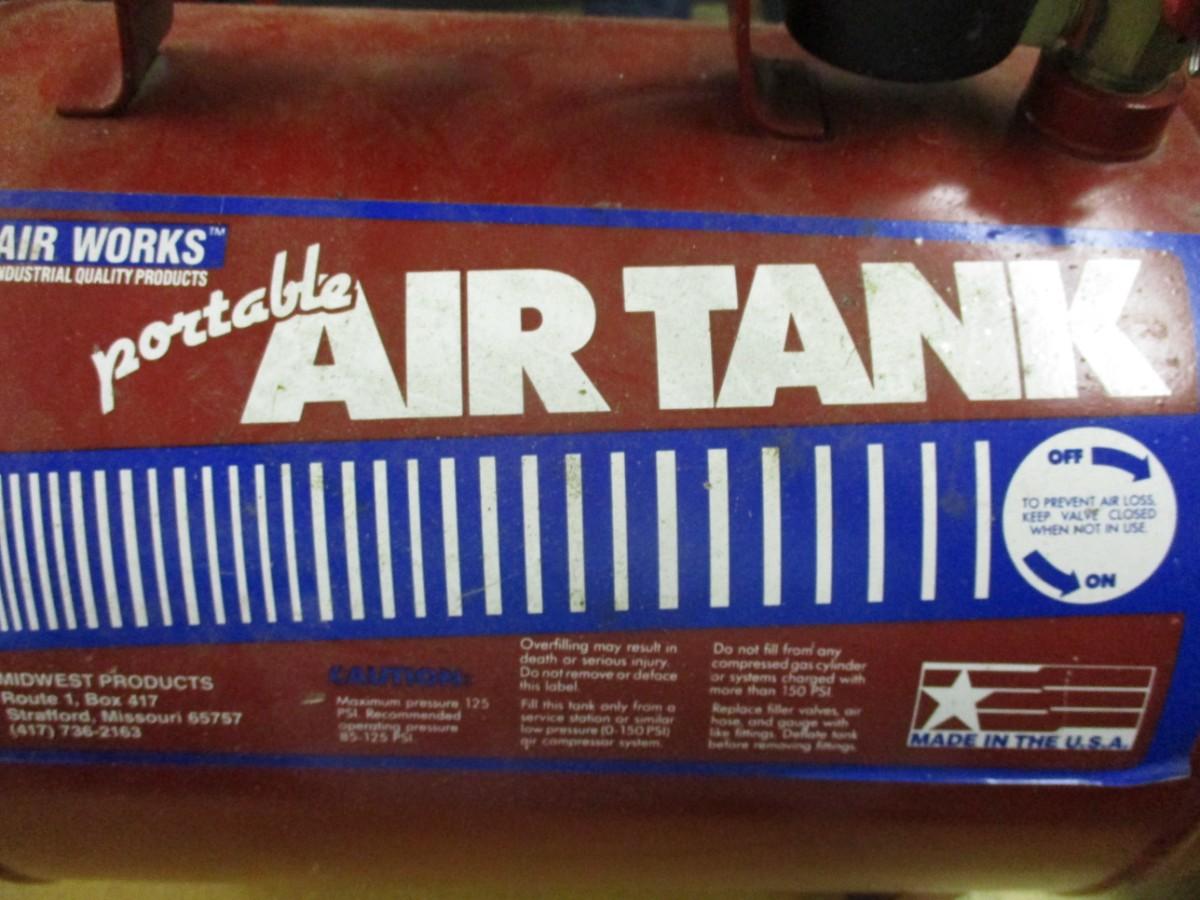 AIR WORKS™
INDUSTRIAL QUALITY PRODUCTS
portable
AIR TANK
OFF
TO PREVENT AIR LOSS,
KEEP VALVE CLOSED
WHEN NOT IN USE.
ON
MIDWEST PRODUCTS
Route 1, Box 417
Strafford, Missouri 65757
(417) 736-2163
CAUTION:
Maximum pressure 125
PSI. Recommended
operating pressure
85-125 PSI.
Overfilling may result in
death or serious injury.
Do not remove or deface
this label.
Fill this tank only from a
service station or similar
low pressure (0-150 PSI)
air compressor system.
Do not fill from any
compressed gas cylinder
or systems charged with
more than 150 PSI.
Replace filler valves, air
hose, and gauge with
like fittings. Deflate tank
before removing fittings.
MADE IN THE U.S.A.